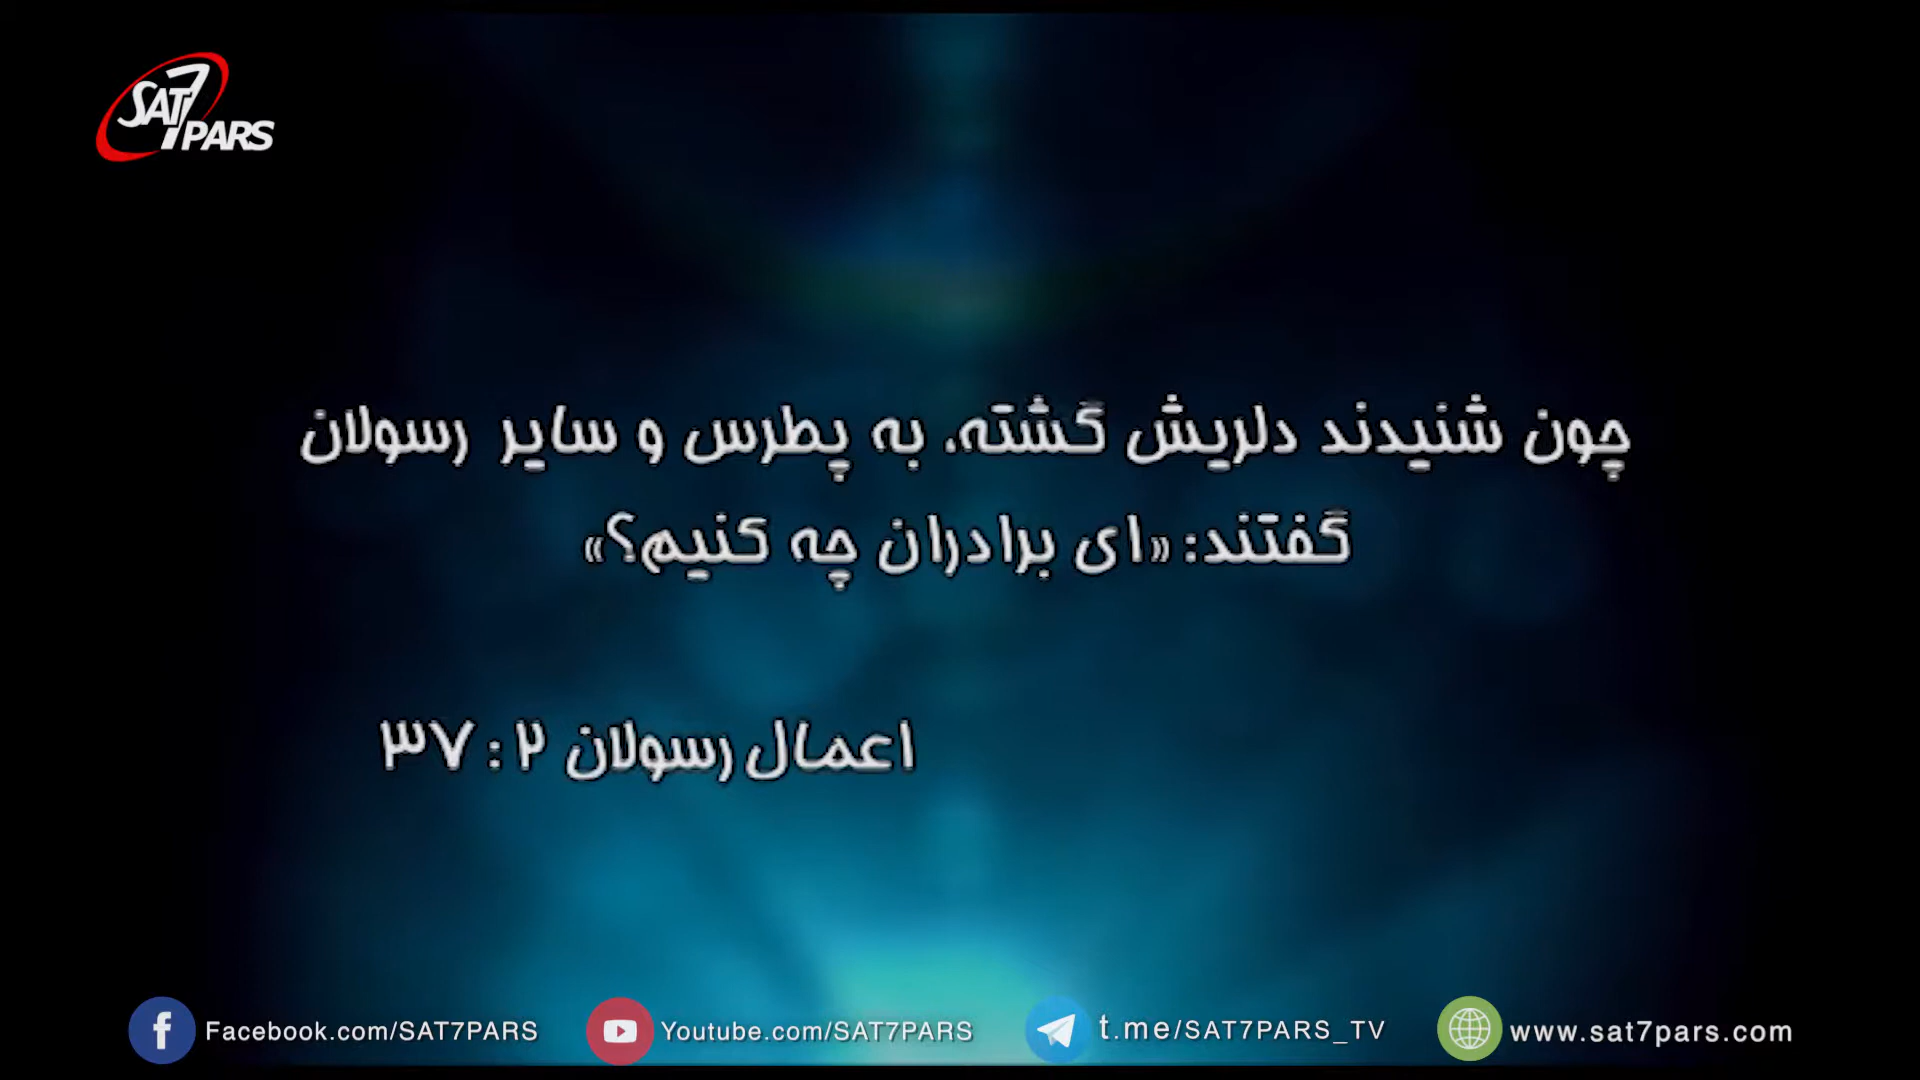 SAT7 PARS
چون شنیدند دلریش گشته، به پطرس و سایر رسولان
گفتند: «ای برادران چه کنیم؟»
اعمال رسولان ۲ : ۳۷
Facebook.com/SAT7PARS
Youtube.com/SAT7PARS
t.me/SAT7PARS_TV
www.sat7pars.com